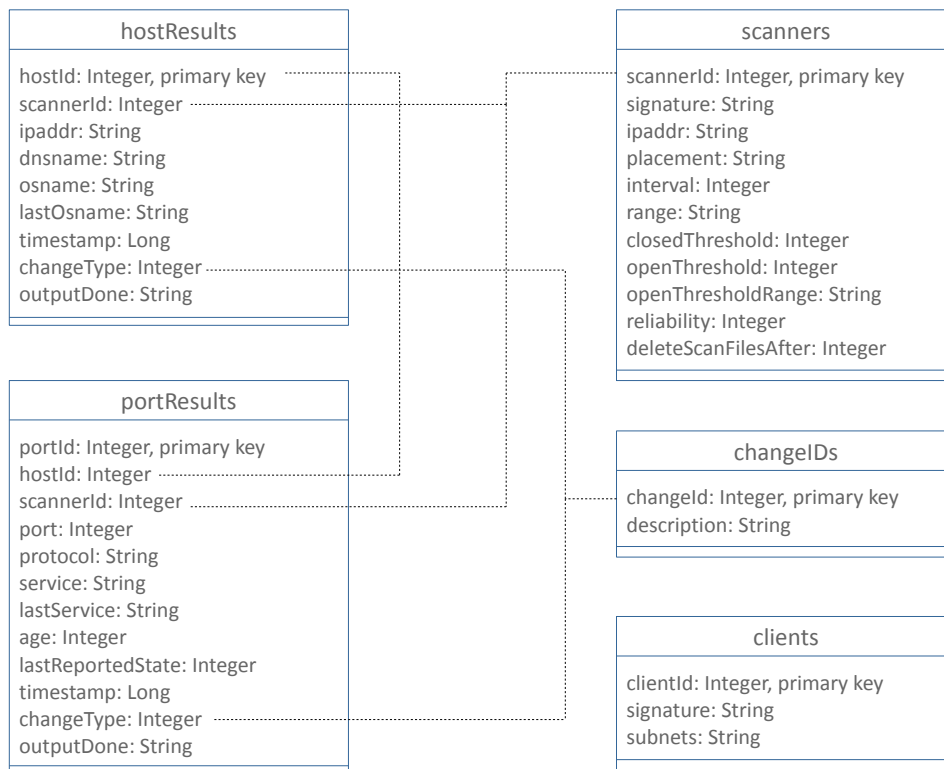 hostResults
hostId: Integer, primary key
scannerId: Integer
ipaddr: String
dnsname: String
osname: String
lastOsname: String
timestamp: Long
changeType: Integer
outputDone: String
portResults
portId: Integer, primary key
hostId: Integer
scannerId: Integer
port: Integer
protocol: String
service: String
lastService: String
age: Integer
lastReportedState: Integer
timestamp: Long
changeType: Integer
outputDone: String
scanners
scannerId: Integer, primary key
signature: String
ipaddr: String
placement: String
interval: Integer
range: String
closedThreshold: Integer
openThreshold: Integer
openThresholdRange: String
reliability: Integer
deleteScanFilesAfter: Integer
changeIDs
changeId: Integer, primary key
description: String
clients
clientId: Integer, primary key
signature: String
subnets: String